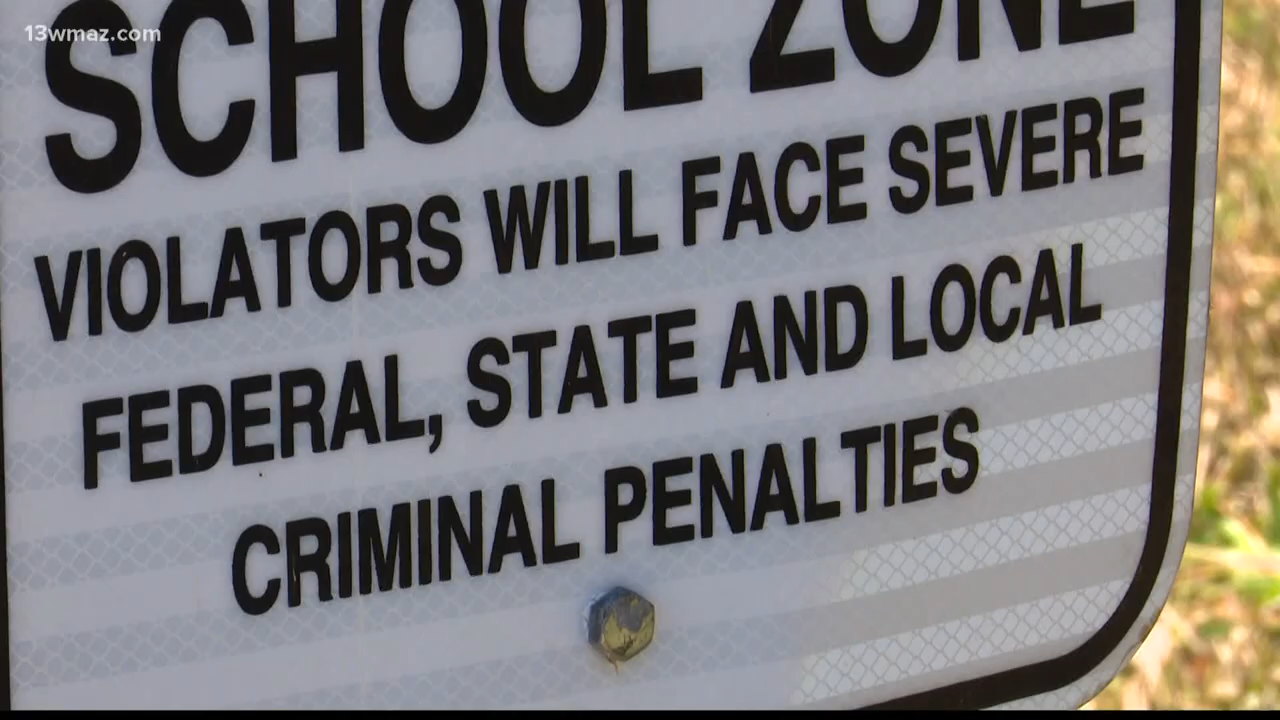 13wmaz.com
SCHOOL ZONE
VIOLATORS WILL FACE SEVERE
FEDERAL, STATE AND LOCAL
CRIMINAL PENALTIES